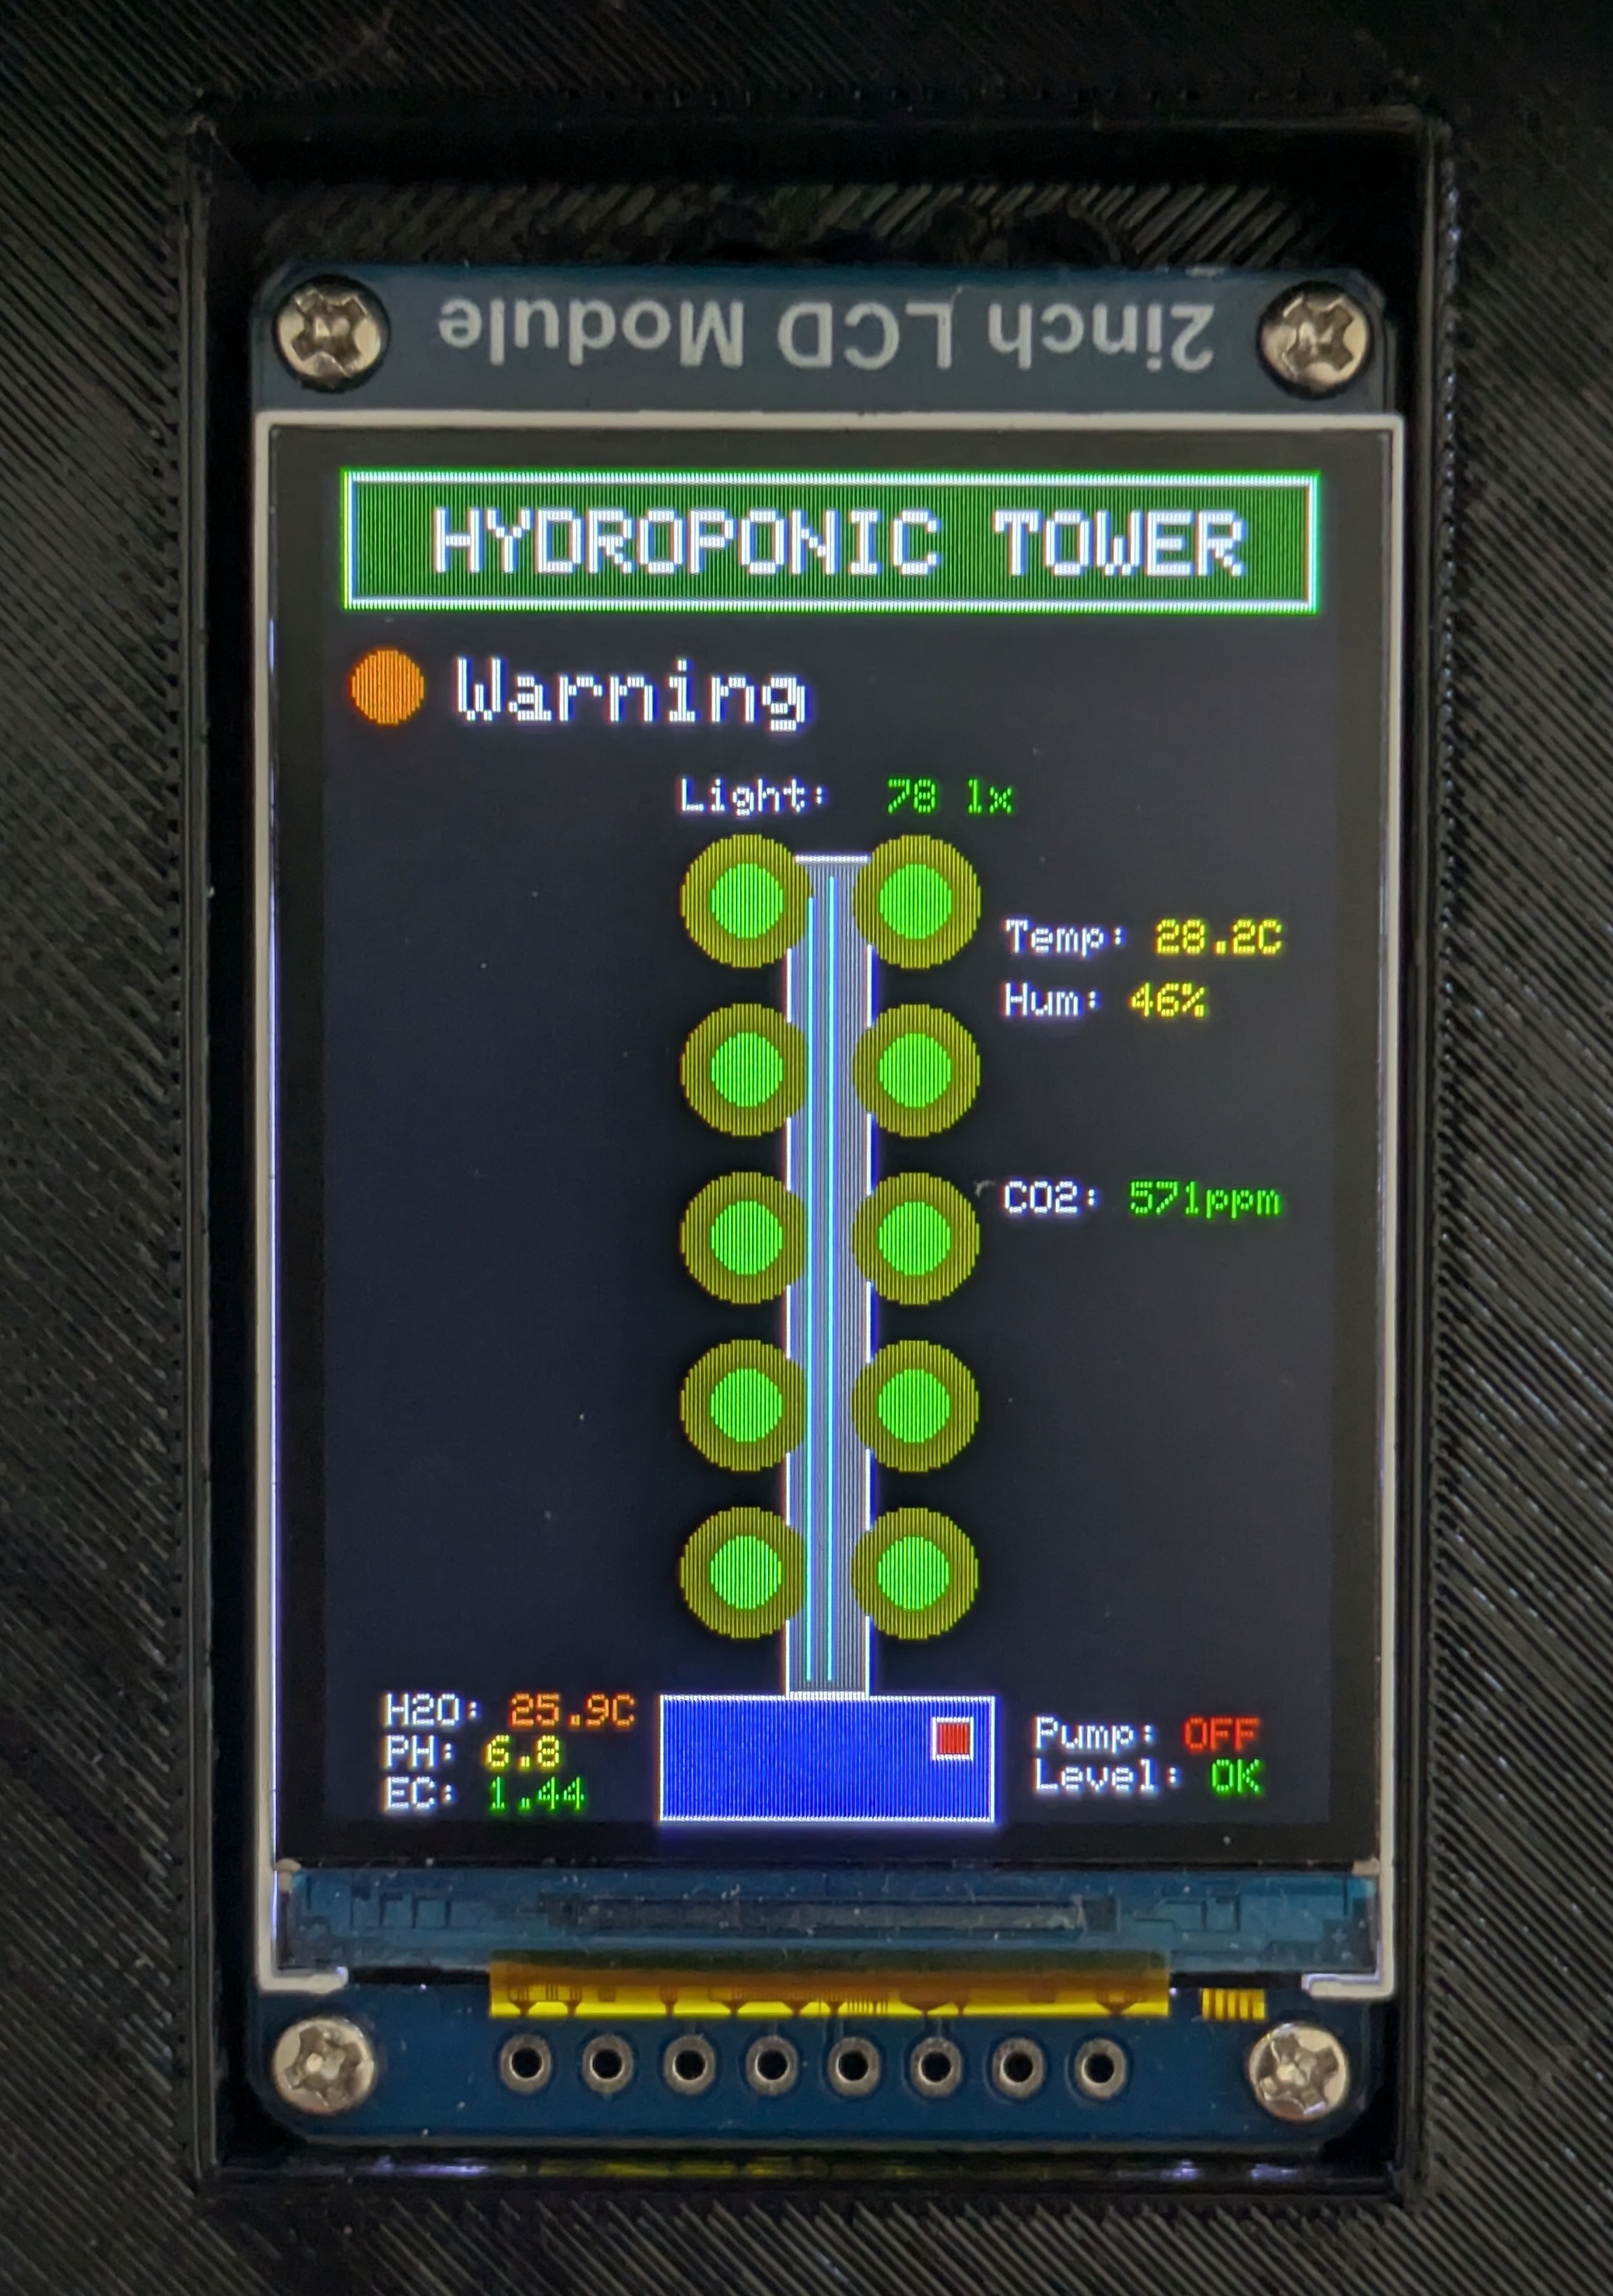 2inch LCD Module
HYDROPONIC TOWER
Warning
Light: 78 lx
Temp: 28.2C
Hum: 46%
CO2: 571ppm
H2O: 25.9C
PH: 6.8
EC: 1.44
Pump: OFF
Level: OK